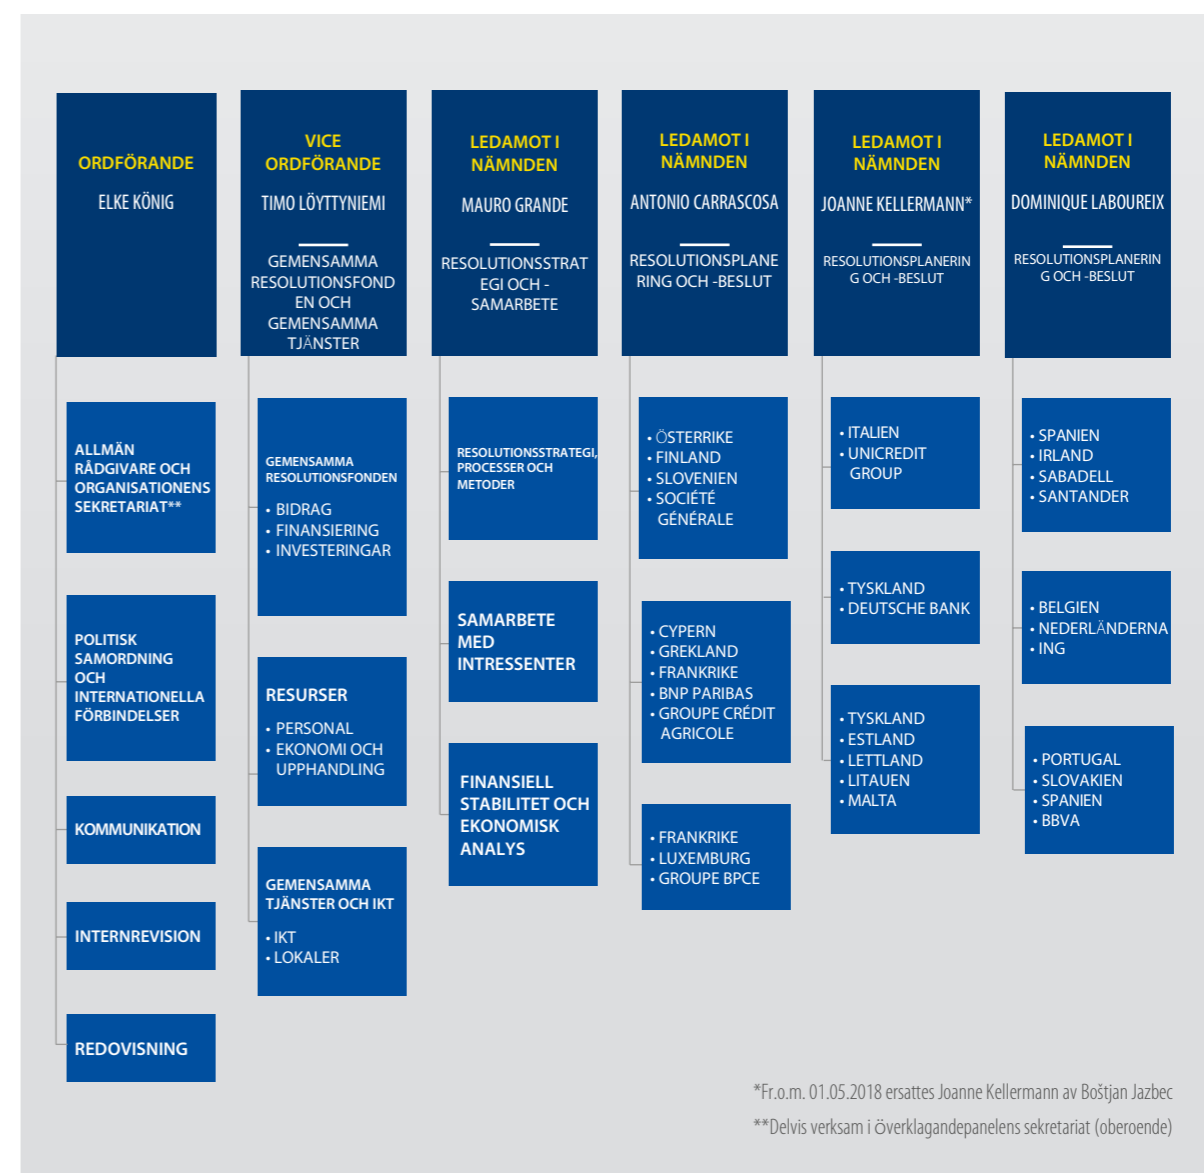 ORDFÖRANDE
ELKE KÖNIG
ALLMÄN
RÅDGIVARE OCH
ORGANISATIONENS
SEKRETARIAT**
POLITISK
SAMORDNING
OCH
INTERNATIONELLA
FÖRBINDELSER
KOMMUNIKATION
INTERNREVISION
REDOVISNING
VICE
ORDFÖRANDE
TIMO LÖYTTYNIEMI
GEMENSAMMA
RESOLUTIONSFOND
EN OCH
GEMENSAMMA
TJÄNSTER
GEMENSAMMA
RESOLUTIONSFONDEN
• BIDRAG
• FINANSIERING
• INVESTERINGAR
RESURSER
• PERSONAL
• EKONOMI OCH
UPPHANDLING
GEMENSAMMA
TJÄNSTER OCH IKT
• IKT
• LOKALER
LEDAMOT I
NÄMNDEN
MAURO GRANDE
RESOLUTIONSSTRAT
EGI OCH -
SAMARBETE
RESOLUTIONSSTRATEGI,
PROCESSER OCH
METODER
SAMARBETE
MED
INTRESSENTER
FINANSIELL
STABILITET OCH
EKONOMISK
ANALYS
LEDAMOT I
NÄMNDEN
ANTONIO CARRASCOSA
RESOLUTIONSPLANE
RING OCH -BESLUT
• ÖSTERRIKE
• FINLAND
• SLOVENIEN
• SOCIÉTÉ
GÉNÉRALE
• CYPERN
• GREKLAND
• FRANKRIKE
• BNP PARIBAS
• GROUPE CRÉDIT
AGRICOLE
• FRANKRIKE
• LUXEMBURG
• GROUPE BPCE
LEDAMOT I
NÄMNDEN
JOANNE KELLERMANN*
RESOLUTIONSPLANERIN
G OCH -BESLUT
• ITALIEN
• UNICREDIT
GROUP
• TYSKLAND
• DEUTSCHE BANK
• TYSKLAND
• ESTLAND
• LETTLAND
• LITAUEN
• MALTA
LEDAMOT I
NÄMNDEN
DOMINIQUE LABOUREIX
RESOLUTIONSPLANERIN
G OCH -BESLUT
• SPANIEN
• IRLAND
• SABADELL
• SANTANDER
• BELGIEN
• NEDERLÄNDERNA
• ING
• PORTUGAL
• SLOVAKIEN
• SPANIEN
• BBVA
*Fr.o.m. 01.05.2018 ersattes Joanne Kellermann av Boštjan Jazbec
**Delvis verksam i överklagandepanelens sekretariat (oberoende)